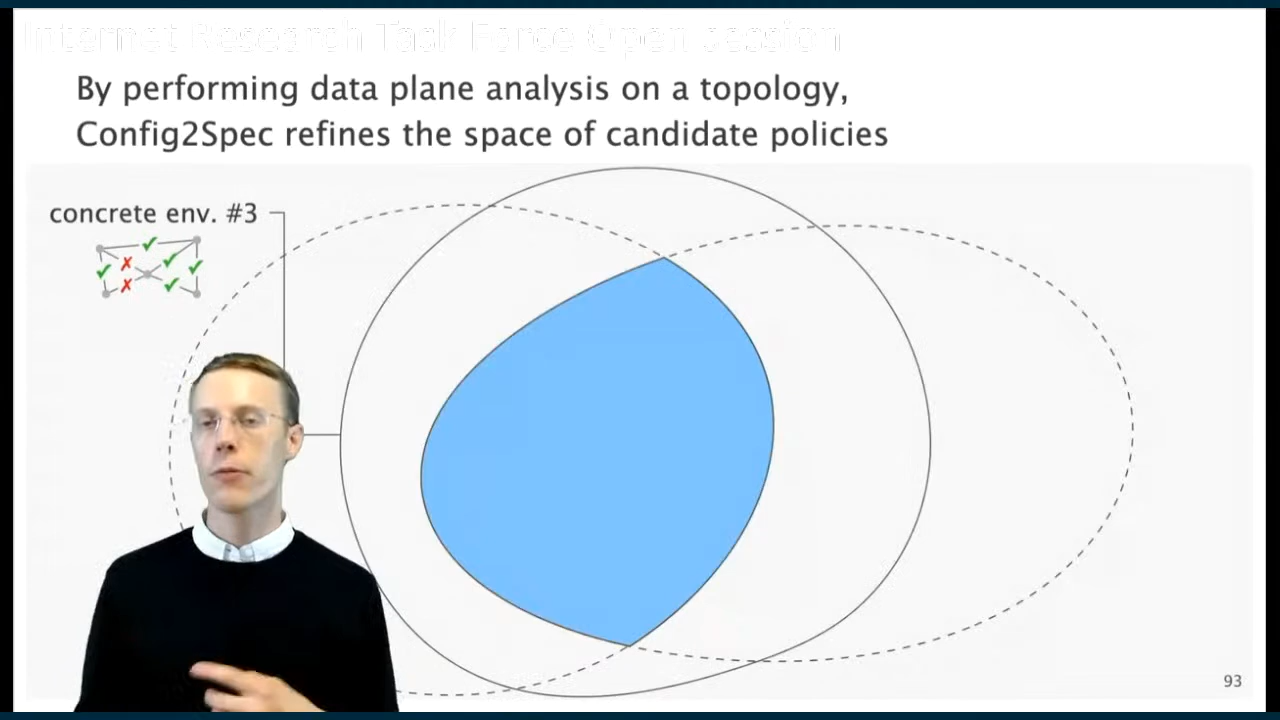 Internet Research Task Force Open Session
By performing data plane analysis on a topology,
Config2Spec refines the space of candidate policies
concrete env. #3
93